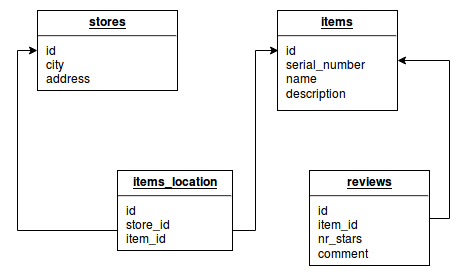 stores
id
city
address
items
id
serial_number
name
description
items_location
id
store_id
item_id
reviews
id
item_id
nr_stars
comment